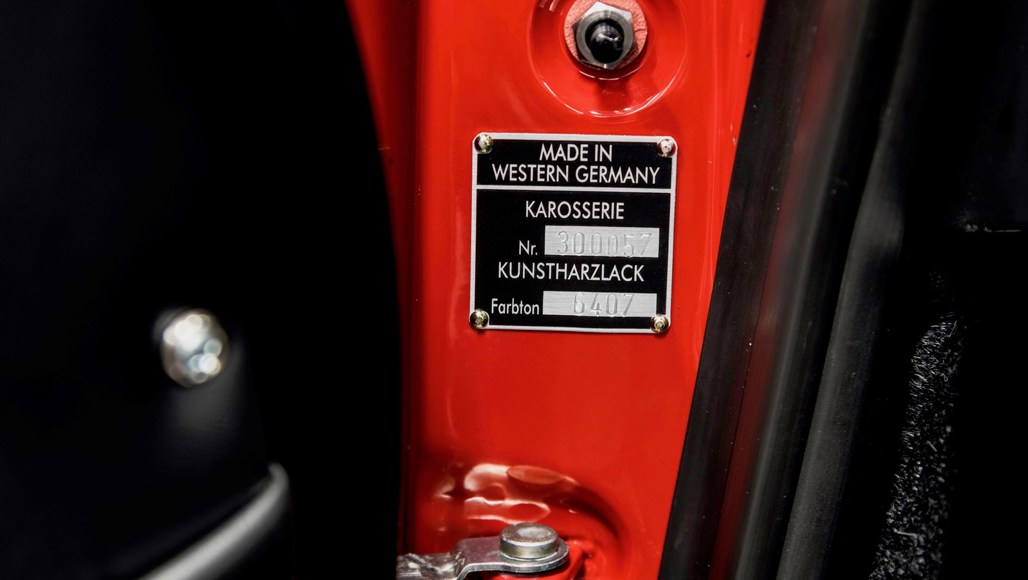 MADE IN
WESTERN GERMANY
KAROSSERIE
Nr. 300057
KUNSTHARZLACK
Farbton 6407